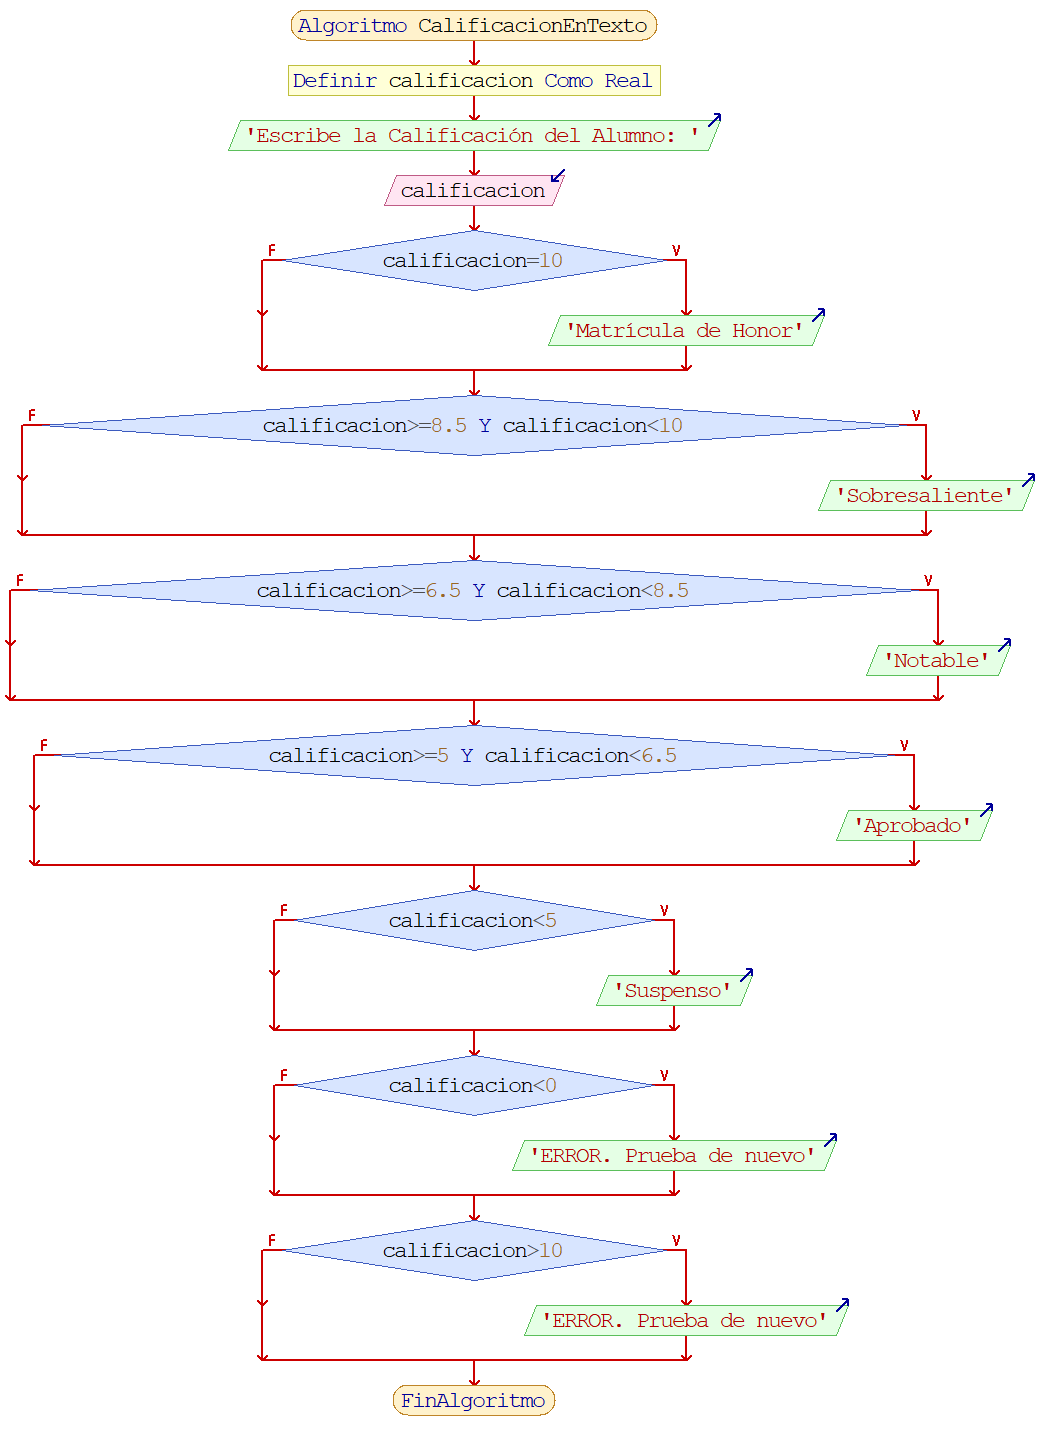 Algoritmo CalificacionEnTexto
Definir calificacion Como Real
'Escribe la Calificación del Alumno: '
calificacion
F
V
calificacion=10
'Matrícula de Honor'
F
V
calificacion>=8.5 Y calificacion<10
'Sobresaliente'
F
V
calificacion>=6.5 Y calificacion<8.5
'Notable'
F
V
calificacion>=5 Y calificacion<6.5
'Aprobado'
F
V
calificacion<5
'Suspenso'
F
V
calificacion<0
'ERROR. Prueba de nuevo'
F
V
calificacion>10
'ERROR. Prueba de nuevo'
FinAlgoritmo